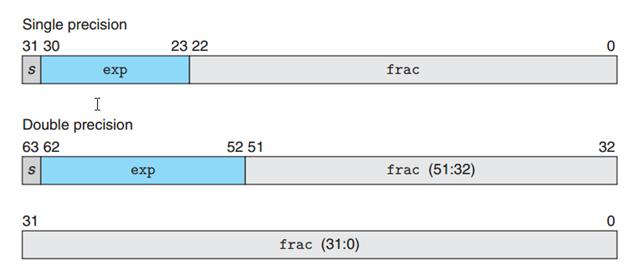 Single precision
31 30 23 22 0
s exp frac
Double precision
63 62 52 51 32
s exp frac (51:32)
31 0
frac (31:0)